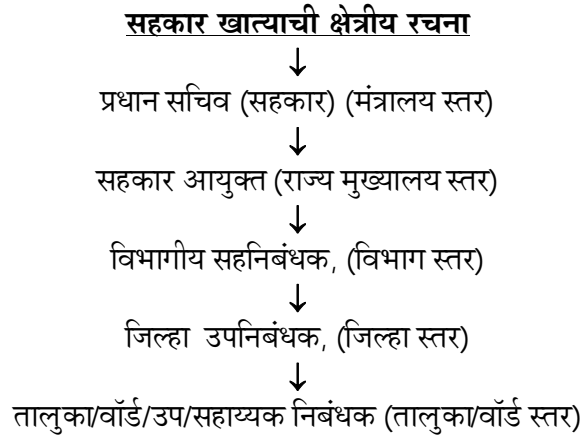 सहकार खात्याची क्षेत्रीय रचना
↓
प्रधान सचिव (सहकार) (मंत्रालय स्तर)
↓
सहकार आयुक्त (राज्य मुख्यालय स्तर)
↓
विभागीय सहनिबंधक, (विभाग स्तर)
↓
जिल्हा उपनिबंधक, (जिल्हा स्तर)
↓
तालुका/वॉर्ड/उप/सहाय्यक निबंधक (तालुका/वॉर्ड स्तर)